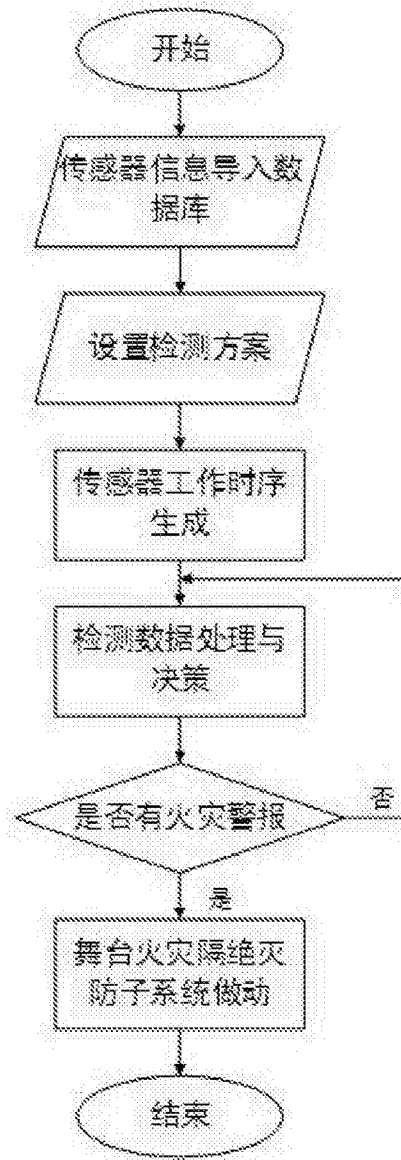 开始
传感器信息导入数
据库
设置检测方案
传感器工作时序
生成
检测数据处理与
决策
是否有火灾警报
否
是
舞台火灾隔绝灭
防子系统做动
结束